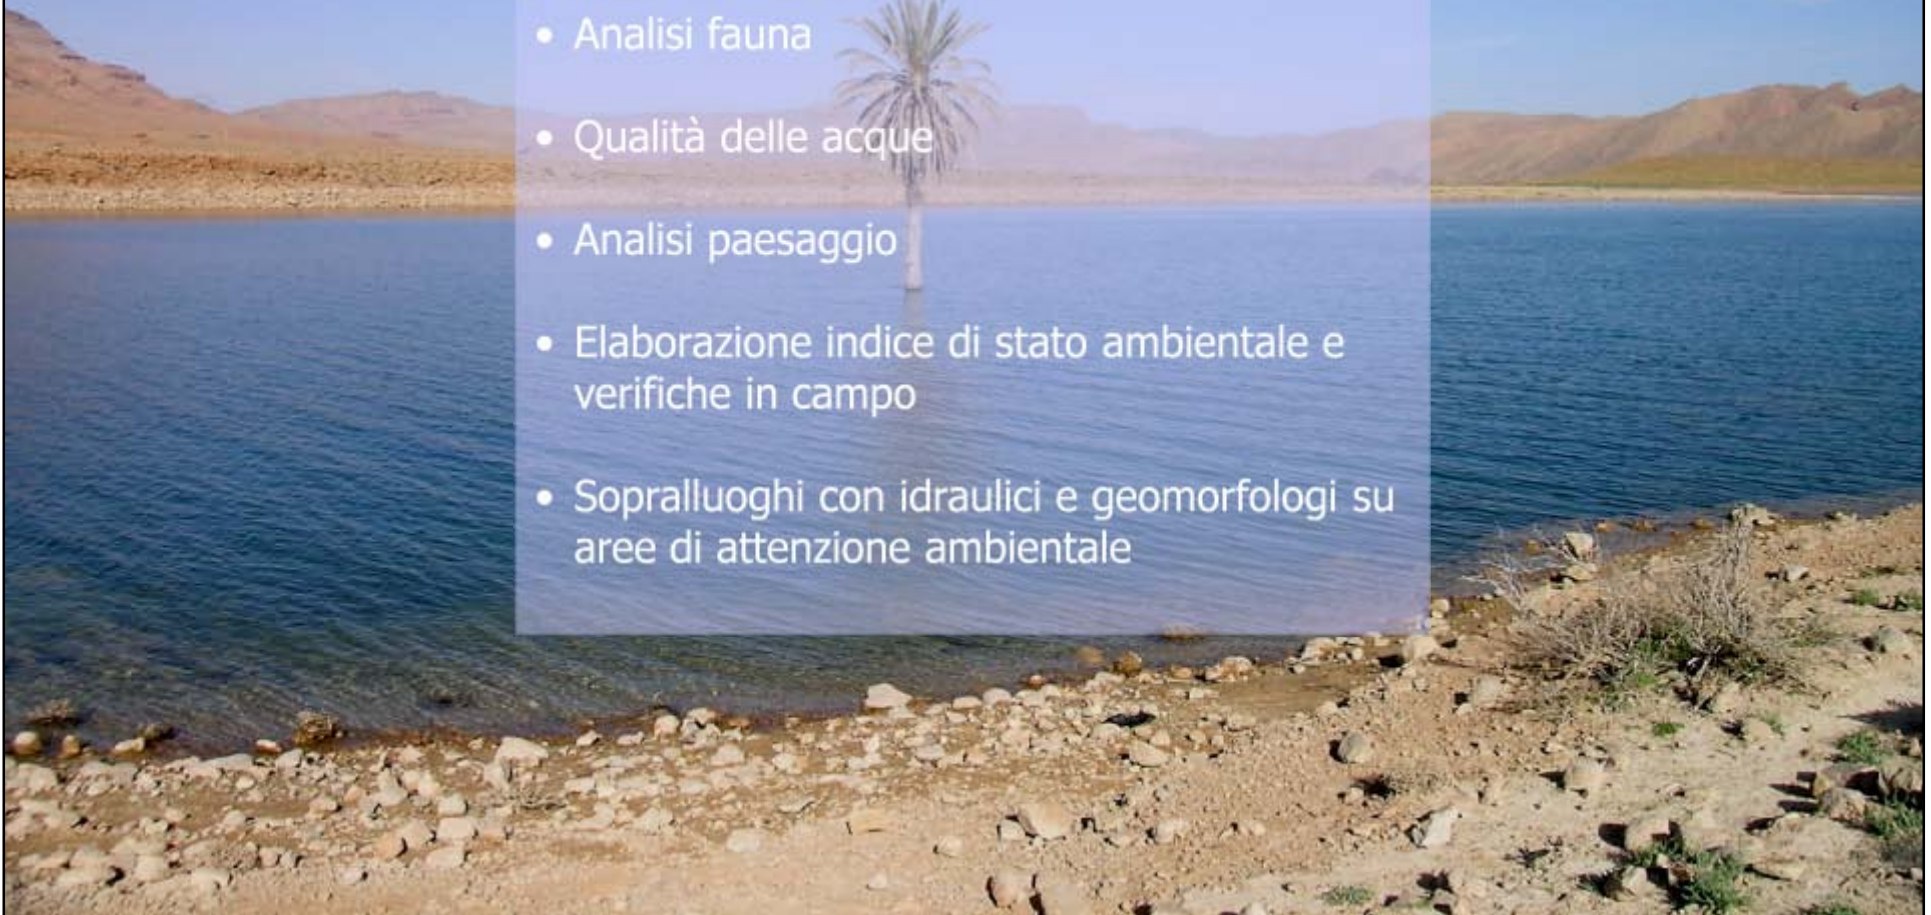 • Analisi fauna
• Qualità delle acque
• Analisi paesaggio
• Elaborazione indice di stato ambientale e
verifiche in campo
• Sopralluoghi con idraulici e geomorfologi su
aree di attenzione ambientale